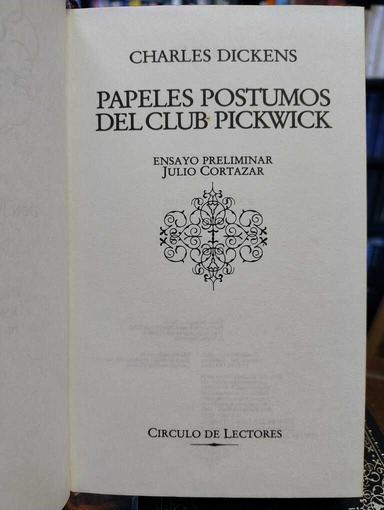 CHARLES DICKENS
PAPELES POSTUMOS
DEL CLUB PICKWICK
ENSAYO PRELIMINAR
JULIO CORTAZAR
CIRCULO DE LECTORES